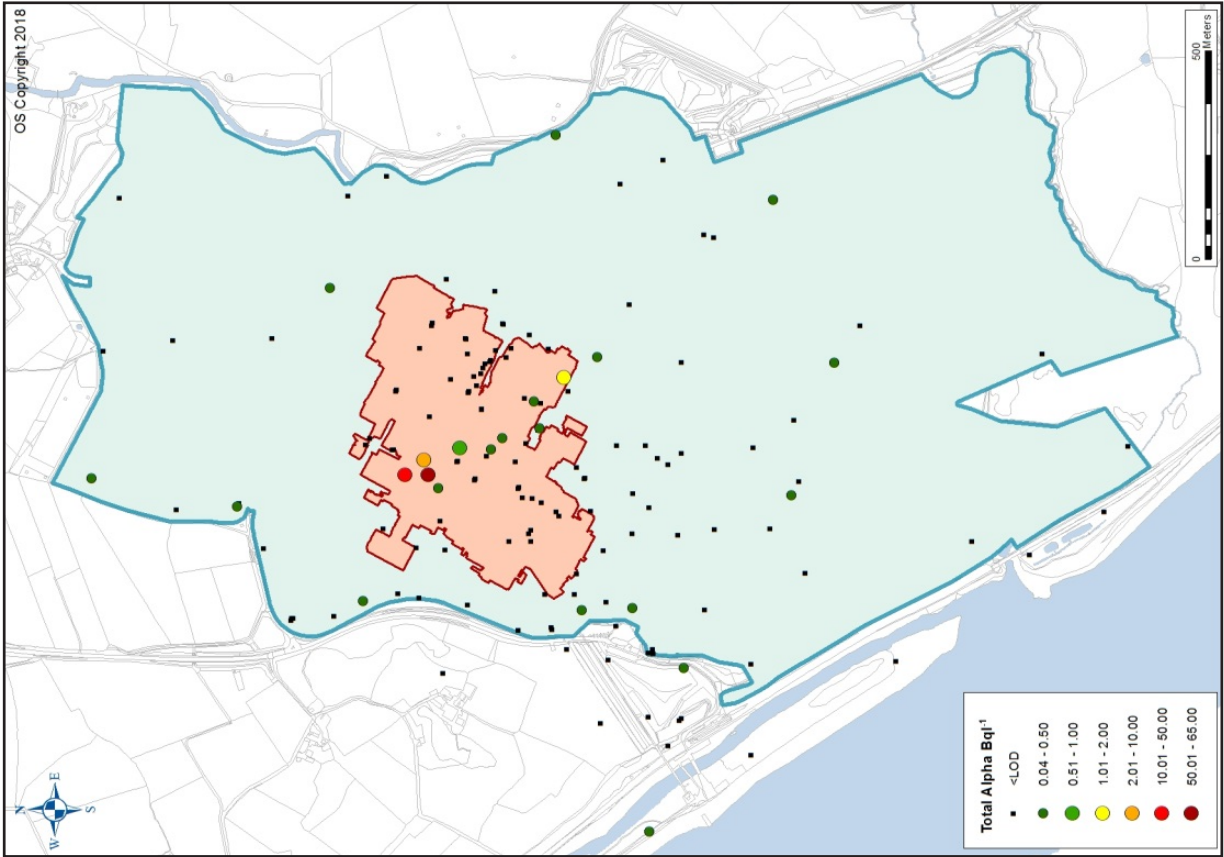 OS Copyright 2018
500
Meters
0
N
W
E
S
Total Alpha Bql⁻¹
<LOD
0.04 - 0.50
0.51 - 1.00
1.01 - 2.00
2.01 - 10.00
10.01 - 50.00
50.01 - 65.00